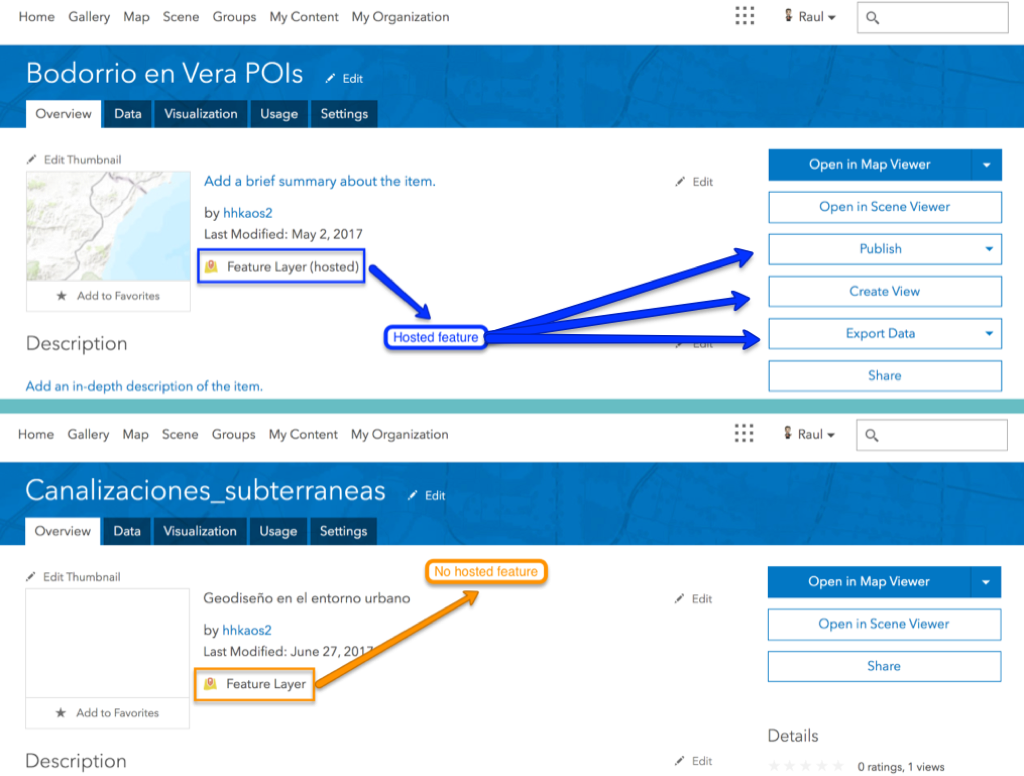 Home Gallery Map Scene Groups My Content My Organization Raul
Bodorrio en Vera POIs Edit
Overview Data Visualization Usage Settings
Edit Thumbnail
Add a brief summary about the item.
Edit
by hhkaos2
Last Modified: May 2, 2017
Feature Layer (hosted)
Add to Favorites
Hosted feature
Description
Edit
Add an in-depth description of the item.
Open in Map Viewer
Open in Scene Viewer
Publish
Create View
Export Data
Share
Home Gallery Map Scene Groups My Content My Organization Raul
Canalizaciones_subterraneas Edit
Overview Data Visualization Usage Settings
Edit Thumbnail
No hosted feature
Geodiseño en el entorno urbano
Edit
by hhkaos2
Last Modified: June 27, 2017
Feature Layer
Add to Favorites
Description
Edit
Open in Map Viewer
Open in Scene Viewer
Share
Details
0 ratings, 1 views